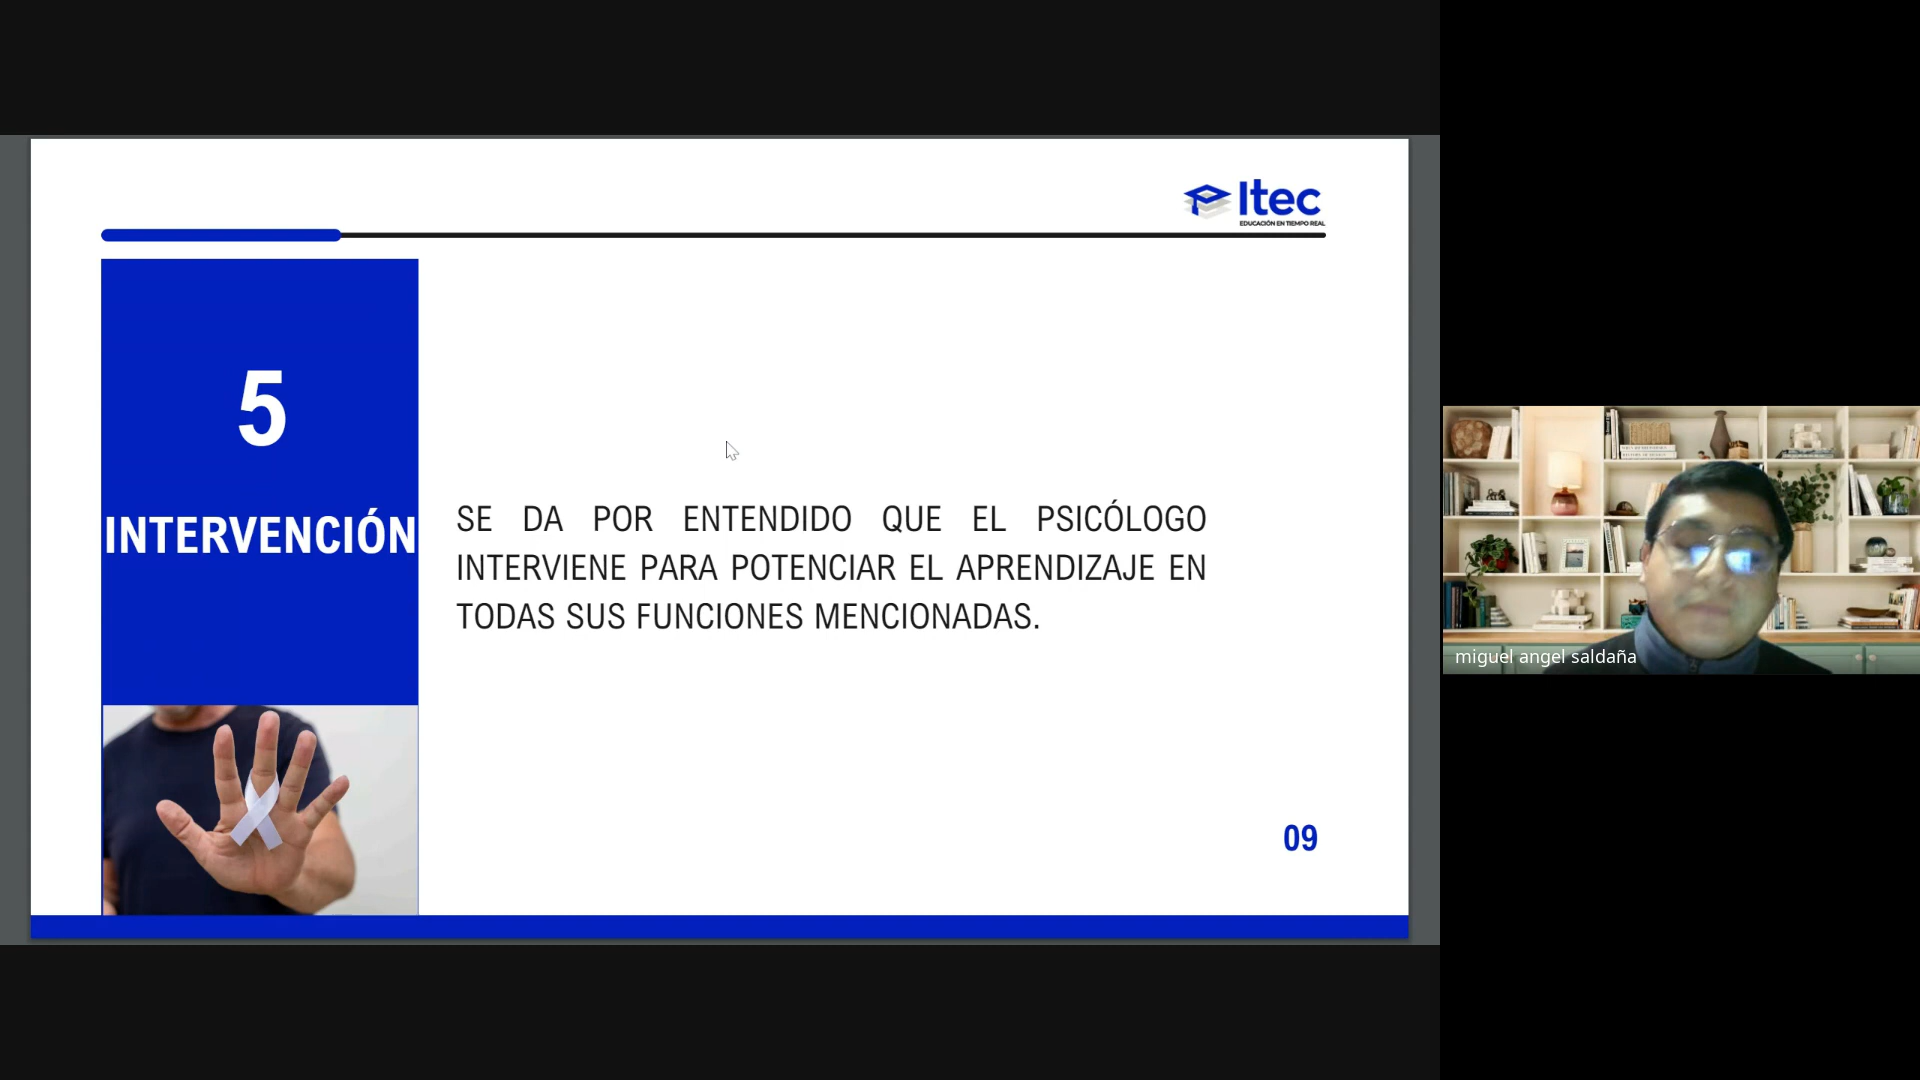 Itec
EDUCACIÓN EN TIEMPO REAL
5
INTERVENCIÓN
SE DA POR ENTENDIDO QUE EL PSICÓLOGO
INTERVIENE PARA POTENCIAR EL APRENDIZAJE EN
TODAS SUS FUNCIONES MENCIONADAS.
09
miguel angel saldaña